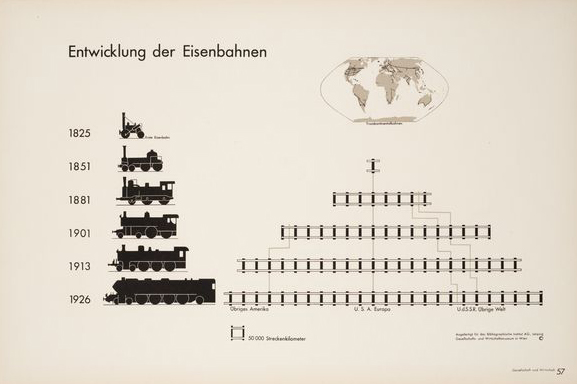 Entwicklung der Eisenbahnen
1825
Erste Eisenbahn
1851
1881
1901
1913
1926
Übriges Amerika
U. S. A. Europa
U.d.S.S.R. Übrige Welt
50 000 Streckenkilometer
Angefertigt für das Bibliographische Institut AG, Leipzig
Gesellschafts- und Wirtschaftsmuseum in Wien ©
Gesellschaft und Wirtschaft 57